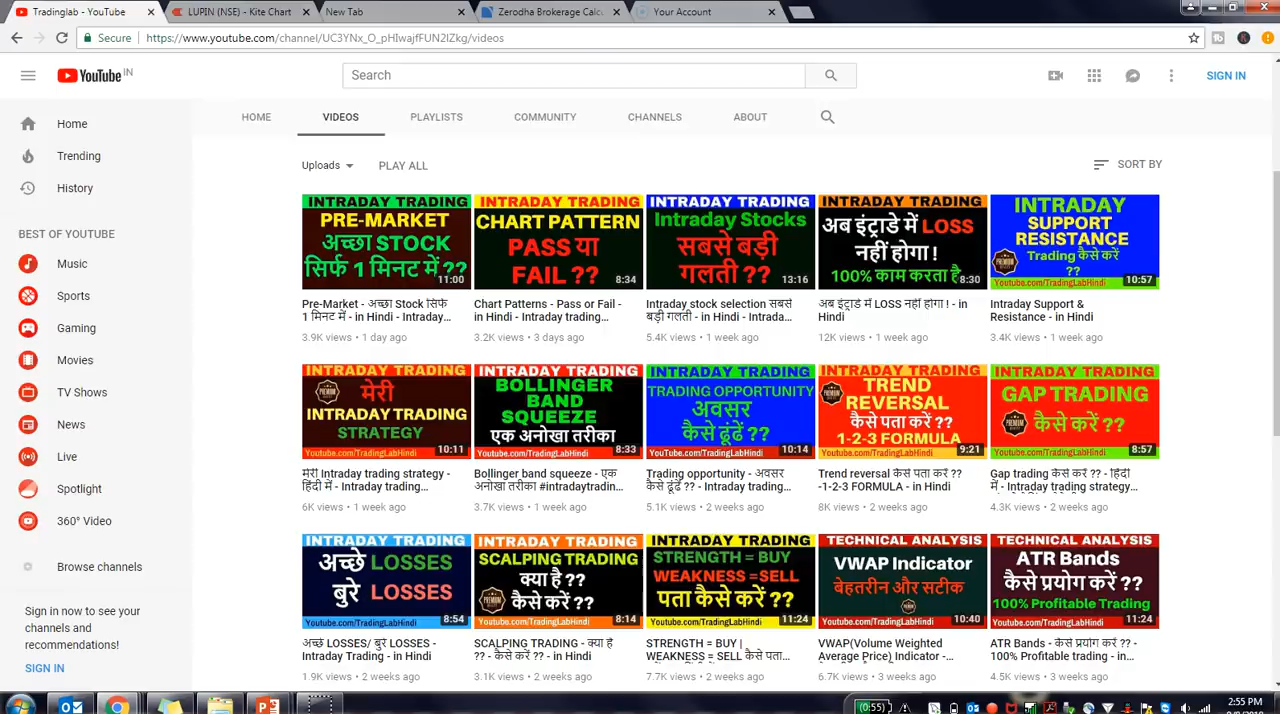 Tradinglab - YouTube
LUPIN (NSE) - Kite Chart
New Tab
Zerodha Brokerage Calc
Your Account
Secure
https://www.youtube.com/channel/UC3YNx_O_pHIwajfFUN2IZkg/videos
YouTube IN
Search
SIGN IN
HOME
VIDEOS
PLAYLISTS
COMMUNITY
CHANNELS
ABOUT
Home
Trending
History
BEST OF YOUTUBE
Music
Sports
Gaming
Movies
TV Shows
News
Live
Spotlight
360° Video
Browse channels
Sign in now to see your
channels and
recommendations!
SIGN IN
Uploads
PLAY ALL
SORT BY
INTRADAY TRADING
PRE-MARKET
अच्छा STOCK
सिर्फ 1 मिनट में ??
11:00
Pre-Market - अच्छा Stock सिर्फ
1 मिनट में - in Hindi - Intraday...
3.9K views • 1 day ago
INTRADAY TRADING
CHART PATTERN
PASS या
FAIL ??
8:34
Chart Patterns - Pass or Fail -
in Hindi - Intraday trading...
3.2K views • 3 days ago
INTRADAY TRADING
Intraday Stocks
सबसे बड़ी
गलती ??
13:16
Intraday stock selection सबसे
बड़ी गलती - in Hindi - Intrada...
5.4K views • 1 week ago
INTRADAY TRADING
अब इंट्राडे में LOSS
नहीं होगा !
100% काम करता है
8:30
अब इंट्राडे में LOSS नहीं होगा ! - in
Hindi
12K views • 1 week ago
INTRADAY
SUPPORT
RESISTANCE
Trading कैसे करें
??
PREMIUM
10:57
Youtube.com/TradingLabHindi
Intraday Support &
Resistance - in Hindi
3.4K views • 1 week ago
INTRADAY TRADING
PREMIUM
मेरी
INTRADAY TRADING
STRATEGY
10:11
Youtube.com/TradingLabHindi
मेरी Intraday trading strategy -
हिंदी में - Intraday trading...
6K views • 1 week ago
INTRADAY TRADING
BOLLINGER
BAND
SQUEEZE
एक अनोखा तरीका
8:33
Youtube.com/TradingLabHindi
Bollinger band squeeze - एक
अनोखा तरीका #intradaytradin...
3.7K views • 1 week ago
INTRADAY TRADING
TRADING OPPORTUNITY
अवसर
कैसे ढूंढें ??
10:14
YouTube.com/TradingLabHindi
Trading opportunity - अवसर
कैसे ढूंढें ?? - Intraday trading...
5.1K views • 2 weeks ago
INTRADAY TRADING
PREMIUM
TREND
REVERSAL
कैसे पता करें ??
1-2-3 FORMULA
9:21
Youtube.com/TradingLabHindi
Trend reversal कैसे पता करें ??
-1-2-3 FORMULA - in Hindi
8K views • 2 weeks ago
INTRADAY TRADING
GAP TRADING
PREMIUM
कैसे करें ??
8:57
Youtube.com/TradingLabHindi
Gap trading कैसे करें ?? - हिंदी
में - Intraday trading strategy...
4.3K views • 2 weeks ago
INTRADAY TRADING
अच्छे LOSSES
बुरे LOSSES
8:54
Youtube.com/TradingLabHindi
अच्छे LOSSES/ बुरे LOSSES -
Intraday Trading - in Hindi
1.9K views • 2 weeks ago
INTRADAY TRADING
SCALPING TRADING
क्या है ??
PREMIUM
कैसे करें ??
8:14
Youtube.com/TradingLabHindi
SCALPING TRADING - क्या है
?? - कैसे करें ?? - in Hindi
3.1K views • 2 weeks ago
INTRADAY TRADING
STRENGTH = BUY
WEAKNESS =SELL
पता कैसे करें ??
11:24
Youtube.com/TradingLabHindi
STRENGTH = BUY |
WEAKNESS = SELL कैसे पता...
7.7K views • 2 weeks ago
TECHNICAL ANALYSIS
VWAP Indicator
बेहतरीन और सटीक
10:40
Youtube.com/TradingLabHindi
VWAP(Volume Weighted
Average Price) Indicator -...
6.7K views • 3 weeks ago
TECHNICAL ANALYSIS
ATR Bands
कैसे प्रयोग करें ??
100% Profitable Trading
11:24
Youtube.com/TradingLabHindi
ATR Bands - कैसे प्रयोग करें ?? -
100% Profitable trading - in...
4.5K views • 3 weeks ago
(0:55)
2:55 PM